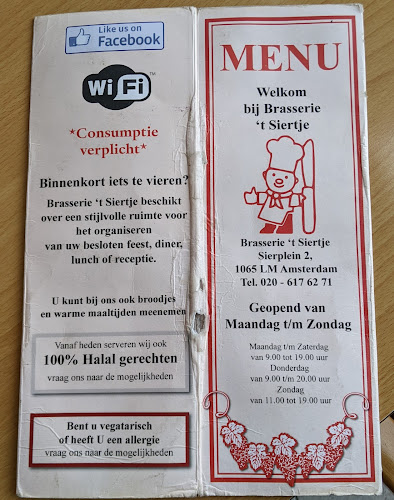 Like us on
Facebook
WiFi™
*Consumptie
verplicht*
Binnenkort iets te vieren?
Brasserie ‘t Siertje beschikt
over een stijlvolle ruimte voor
het organiseren
van uw besloten feest, diner,
lunch of receptie.
U kunt bij ons ook broodjes
en warme maaltijden meenemen
Vanaf heden serveren wij ook
100% Halal gerechten
vraag ons naar de mogelijkheden
Bent u vegatarisch
of heeft U een allergie
vraag ons naar de mogelijkheden
MENU
Welkom
bij Brasserie
‘t Siertje
Brasserie ‘t Siertje
Sierplein 2,
1065 LM Amsterdam
Tel. 020 - 617 62 71
Geopend van
Maandag t/m Zondag
Maandag t/m Zaterdag
van 9.00 tot 19.00 uur
Donderdag
van 9.00 t/m 20.00 uur
Zondag
van 11.00 tot 19.00 uur